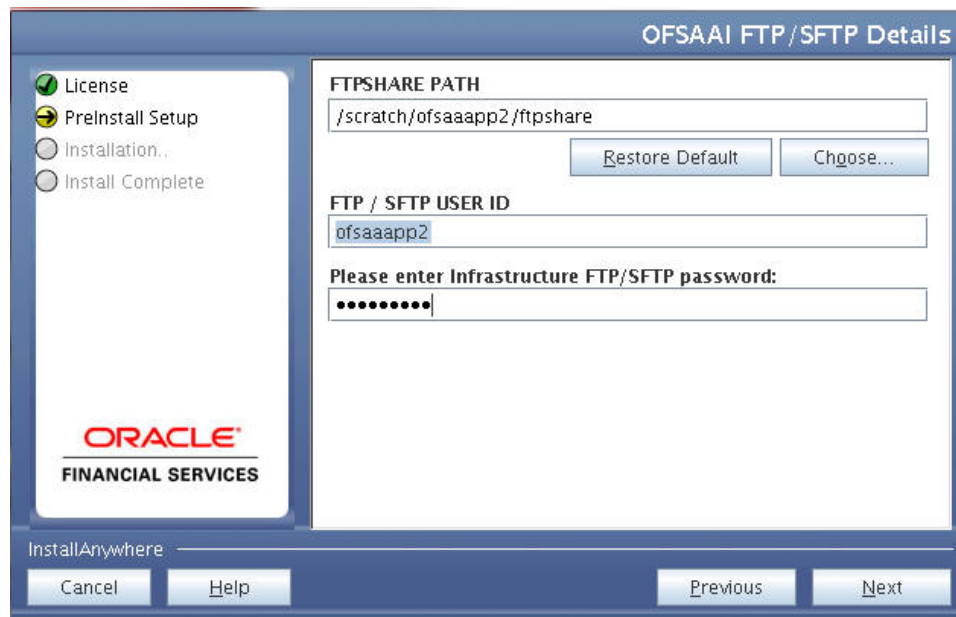 OFSAAI FTP/SFTP Details
License
PreInstall Setup
Installation..
Install Complete
ORACLE
FINANCIAL SERVICES
FTPSHARE PATH
/scratch/ofsaaapp2/ftpshare
Restore Default
Choose...
FTP / SFTP USER ID
ofsaaapp2
Please enter Infrastructure FTP/SFTP password:
•••••••••
InstallAnywhere
Cancel
Help
Previous
Next